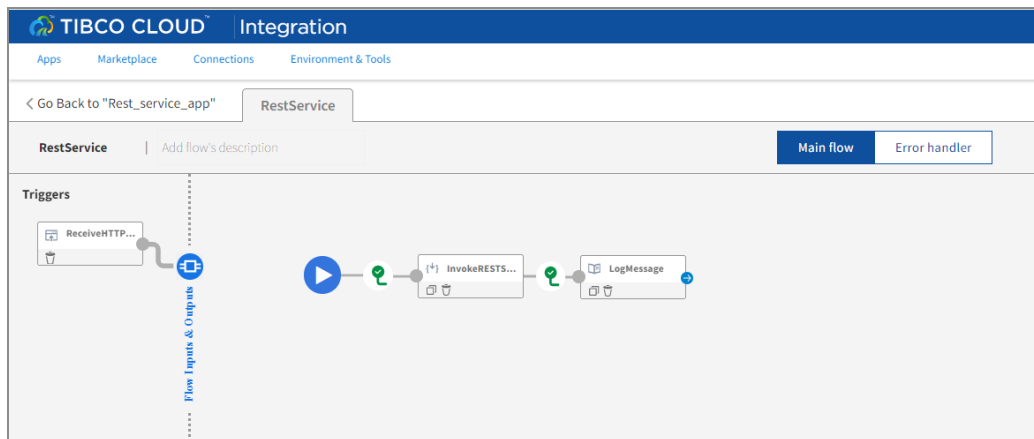 TIBCO CLOUD™ Integration
Apps Marketplace Connections Environment & Tools
Go Back to "Rest_service_app" RestService
RestService | Add flow's description Main flow Error handler
Triggers
ReceiveHTTP...
InvokeRESTS... LogMessage
Flow Inputs & Outputs